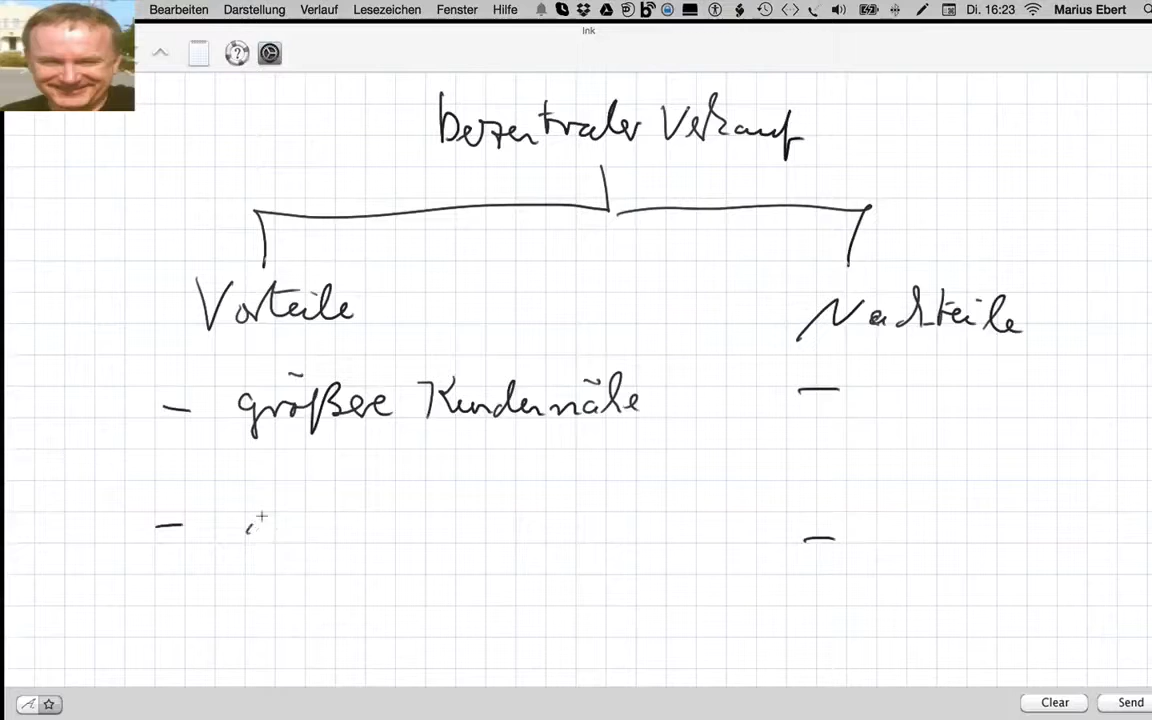 Bearbeiten Darstellung Verlauf Lesezeichen Fenster Hilfe Di. 16:23 Marius Ebert
Ink
Dezentraler Verkauf
Vorteile Nachteile
- größere Kundennähe -
- -
Clear Send